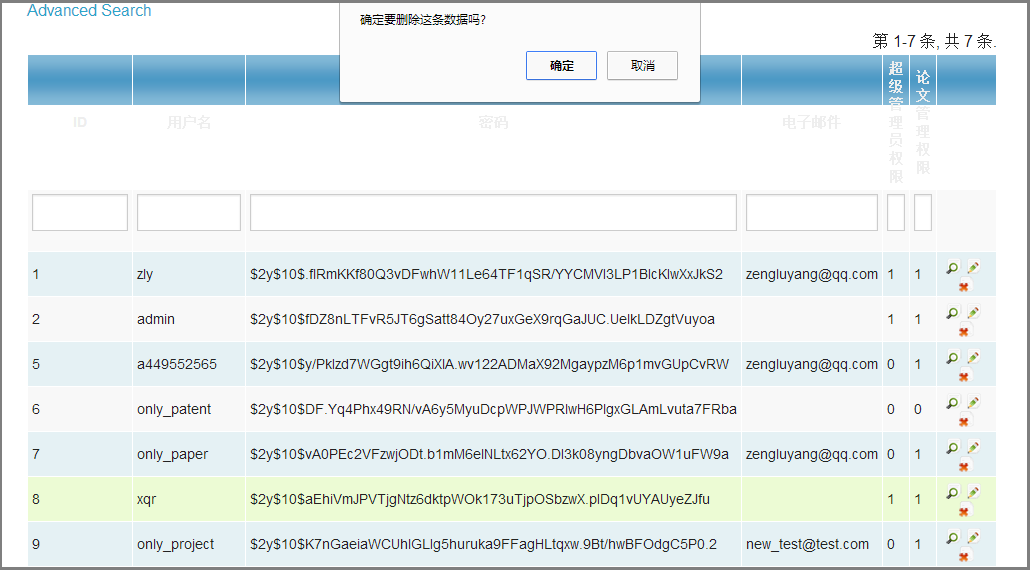 Advanced Search
确定要删除这条数据吗?
确定 取消
第 1-7 条, 共 7 条.
ID 用户名 密码 电子邮件 超级管理员权限 论文管理权限
1 zly $2y$10$.flRmKKf80Q3vDFwhW11Le64TF1qSR/YYCMVl3LP1BlcKlwXxJkS2 zengluyang@qq.com 1 1
2 admin $2y$10$fDZ8nLTFvR5JT6gSatt84Oy27uxGeX9rqGaJUC.UelkLDZgtVuyoa 1 1
5 a449552565 $2y$10$y/Pklzd7WGgt9ih6QiXlA.wv122ADMaX92MgaypzM6p1mvGUpCvRW zengluyang@qq.com 0 1
6 only_patent $2y$10$DF.Yq4Phx49RN/vA6y5MyuDcpWPJWPRlwH6PlgxGLAmLvuta7FRba 0 0
7 only_paper $2y$10$vA0PEc2VFzwjODt.b1mM6elNLtx62YO.Dl3k08yngDbvaOW1uFW9a zengluyang@qq.com 0 1
8 xqr $2y$10$aEhiVmJPVTjgNtz6dktpWOk173uTjpOSbzwX.plDq1vUYAUyeZJfu 1 1
9 only_project $2y$10$K7nGaeiaWCUhlGLlg5huruka9FFagHLtqxw.9Bt/hwBFOdgC5P0.2 new_test@test.com 0 1